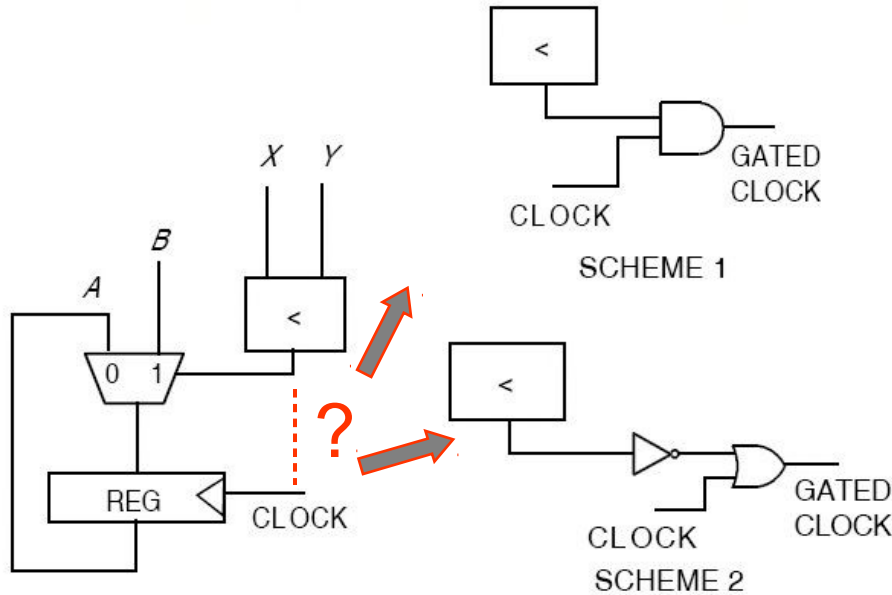 <
GATED
CLOCK
CLOCK
SCHEME 1
X Y
B
A
<
0 1
?
REG
CLOCK
<
GATED
CLOCK
CLOCK
SCHEME 2